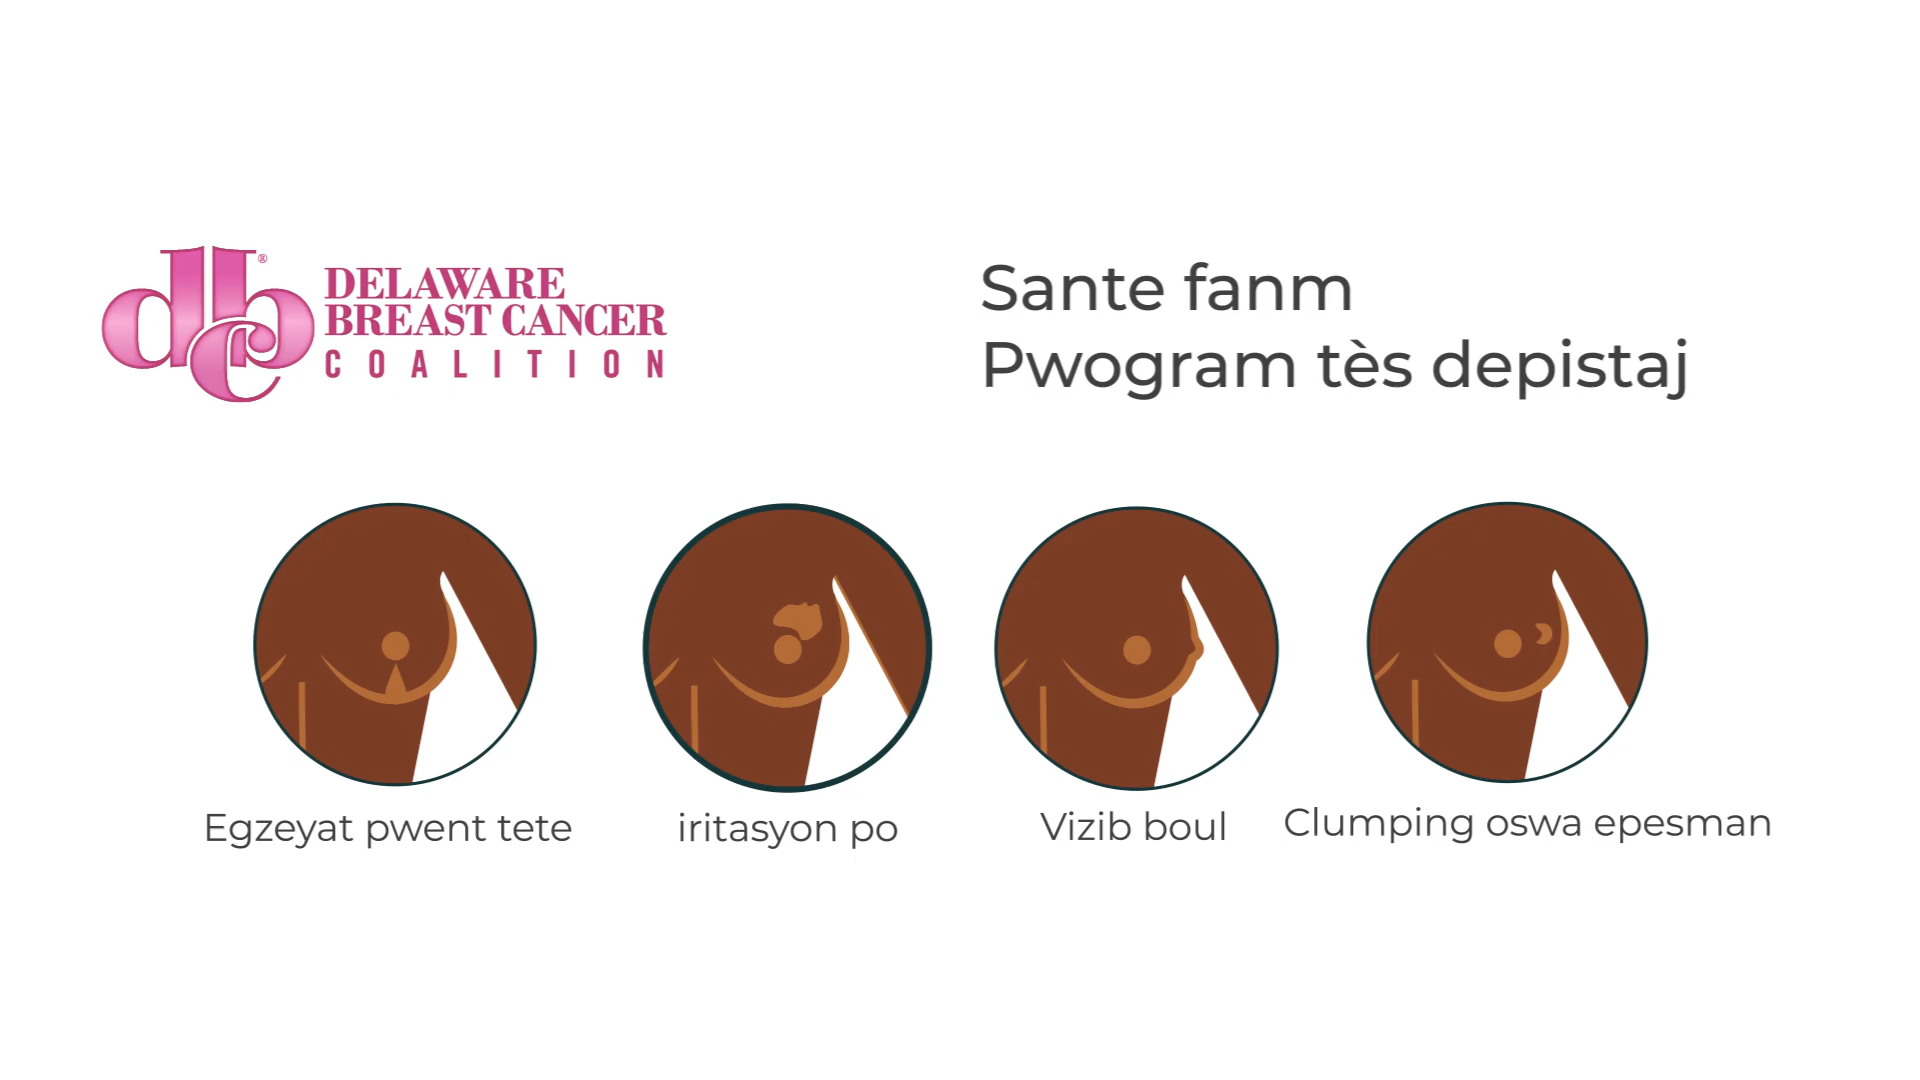 dbcc®
DELAWARE
BREAST CANCER
COALITION
Sante fanm
Pwogram tès depistaj
Egzeyat pwent tete
iritasyon po
Vizib boul
Clumping oswa epesman